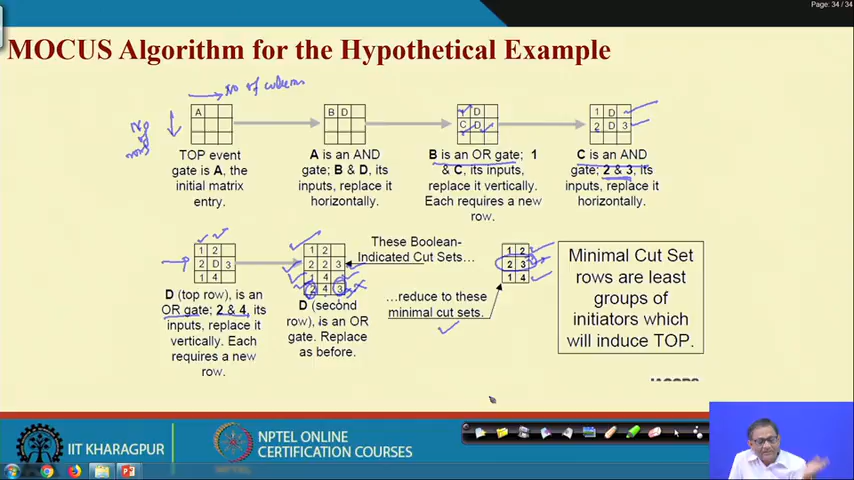 Page: 34 / 34
MOCUS Algorithm for the Hypothetical Example
No of column
No
of
rows
A
TOP event
gate is A, the
initial matrix
entry.
B D
A is an AND
gate; B & D, its
inputs, replace it
horizontally.
1 D
C D
B is an OR gate; 1
& C, its inputs,
replace it vertically.
Each requires a new
row.
1 D
2 D 3
C is an AND
gate; 2 & 3, its
inputs, replace it
horizontally.
1 2
2 D 3
1 4
D (top row), is an
OR gate; 2 & 4, its
inputs, replace it
vertically. Each
requires a new
row.
1 2
2 2 3
1 4
2 4 3
D (second
row), is an OR
gate. Replace
as before.
These Boolean-
Indicated Cut Sets…
…reduce to these
minimal cut sets.
1 2
2 3
1 4
Minimal Cut Set
rows are least
groups of
initiators which
will induce TOP.
JACOBS
IIT KHARAGPUR
NPTEL ONLINE
CERTIFICATION COURSES